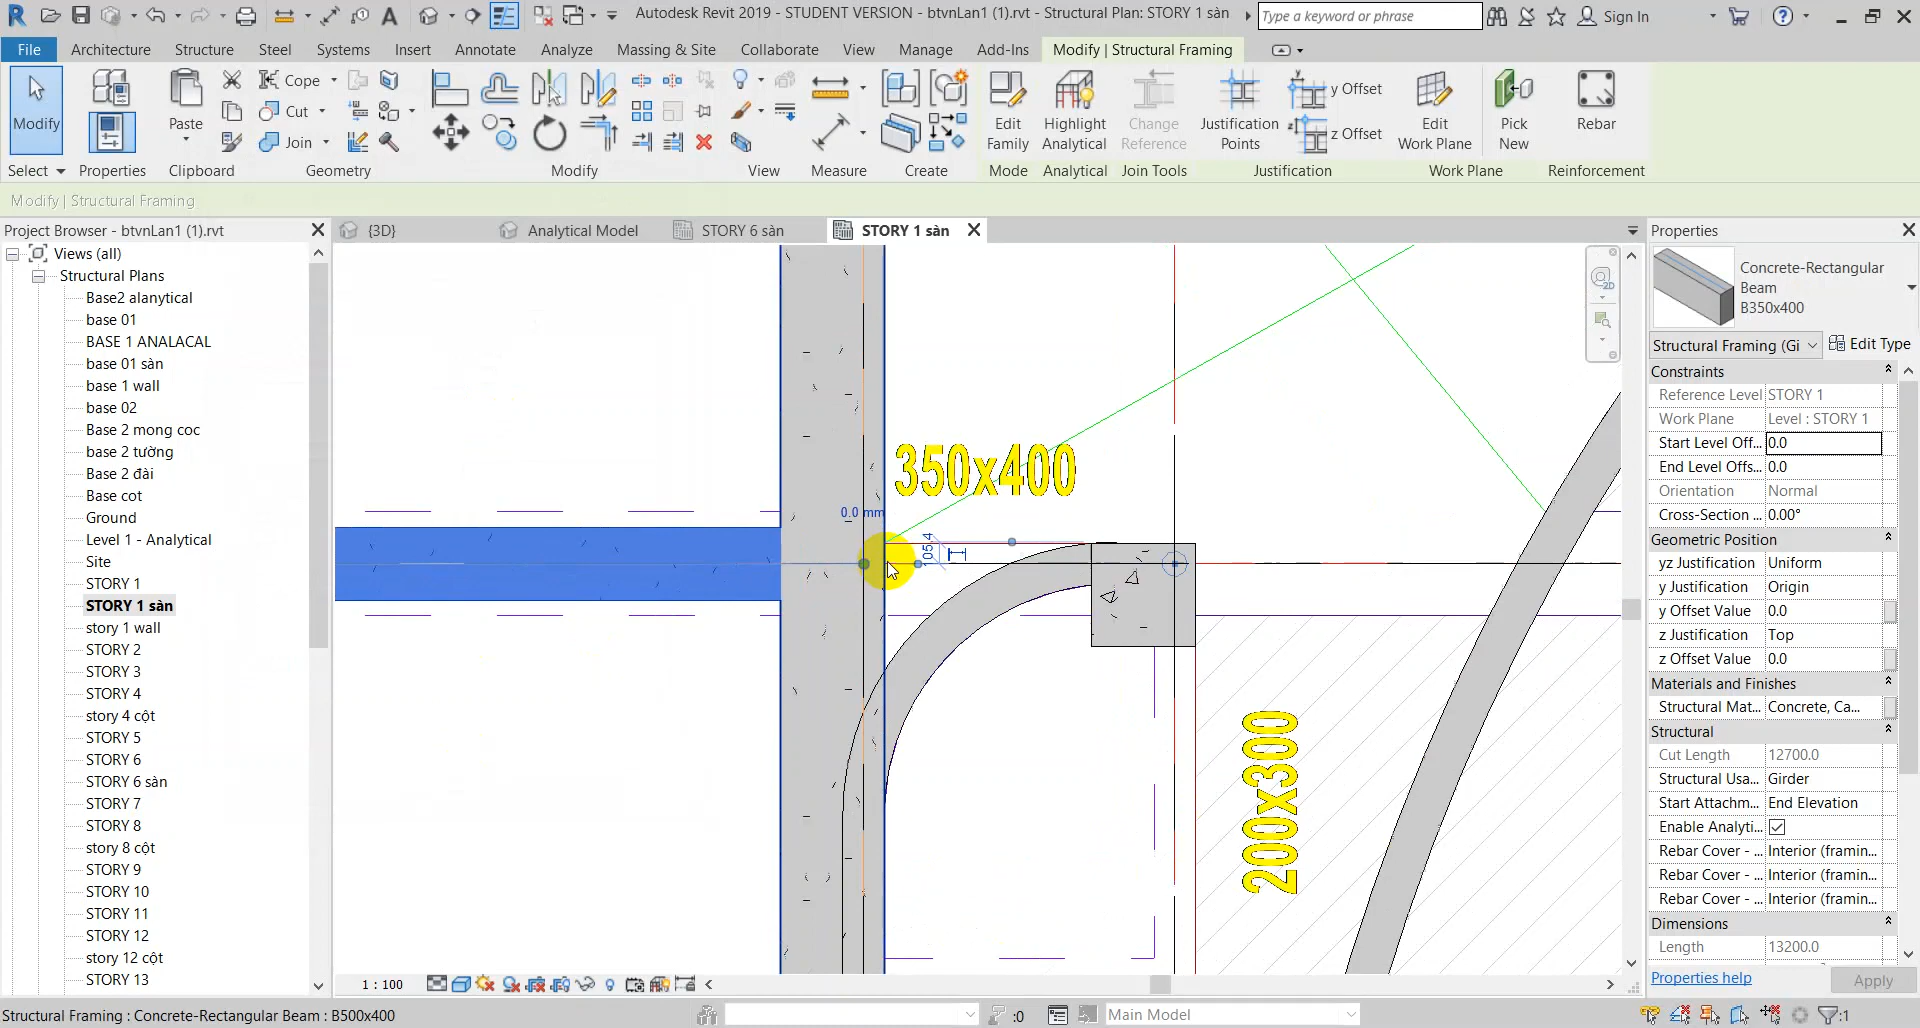 Autodesk Revit 2019 - STUDENT VERSION - btvnLan1 (1).rvt - Structural Plan: STORY 1 sàn
Type a keyword or phrase
Sign In
File
Architecture
Structure
Steel
Systems
Insert
Annotate
Analyze
Massing & Site
Collaborate
View
Manage
Add-Ins
Modify | Structural Framing
Modify
Paste
Cope
Cut
Join
Edit
Family
Highlight
Analytical
Change
Reference
Justification
Points
y Offset
z Offset
Edit
Work Plane
Pick
New
Rebar
Select
Properties
Clipboard
Geometry
Modify
View
Measure
Create
Mode
Analytical
Join Tools
Justification
Work Plane
Reinforcement
Modify | Structural Framing
Project Browser - btvnLan1 (1).rvt
Views (all)
Structural Plans
Base2 alanytical
base 01
BASE 1 ANALACAL
base 01 sàn
base 1 wall
base 02
Base 2 mong coc
base 2 tường
Base 2 đài
Base cot
Ground
Level 1 - Analytical
Site
STORY 1
STORY 1 sàn
story 1 wall
STORY 2
STORY 3
STORY 4
story 4 cột
STORY 5
STORY 6
STORY 6 sàn
STORY 7
STORY 8
story 8 cột
STORY 9
STORY 10
STORY 11
STORY 12
story 12 cột
STORY 13
{3D}
Analytical Model
STORY 6 sàn
STORY 1 sàn
2D
350x400
0.0 mm
200x300
1 : 100
Properties
Concrete-Rectangular
Beam
B350x400
Structural Framing (Gi
Edit Type
Constraints
Reference Level STORY 1
Work Plane Level : STORY 1
Start Level Off... 0.0
End Level Offs... 0.0
Orientation Normal
Cross-Section ... 0.00°
Geometric Position
yz Justification Uniform
y Justification Origin
y Offset Value 0.0
z Justification Top
z Offset Value 0.0
Materials and Finishes
Structural Mat... Concrete, Ca...
Structural
Cut Length 12700.0
Structural Usa... Girder
Start Attachm... End Elevation
Enable Analyti...
Rebar Cover - ... Interior (framin...
Rebar Cover - ... Interior (framin...
Rebar Cover - ... Interior (framin...
Dimensions
Length 13200.0
Properties help
Apply
Structural Framing : Concrete-Rectangular Beam : B500x400
:0
Main Model
:1